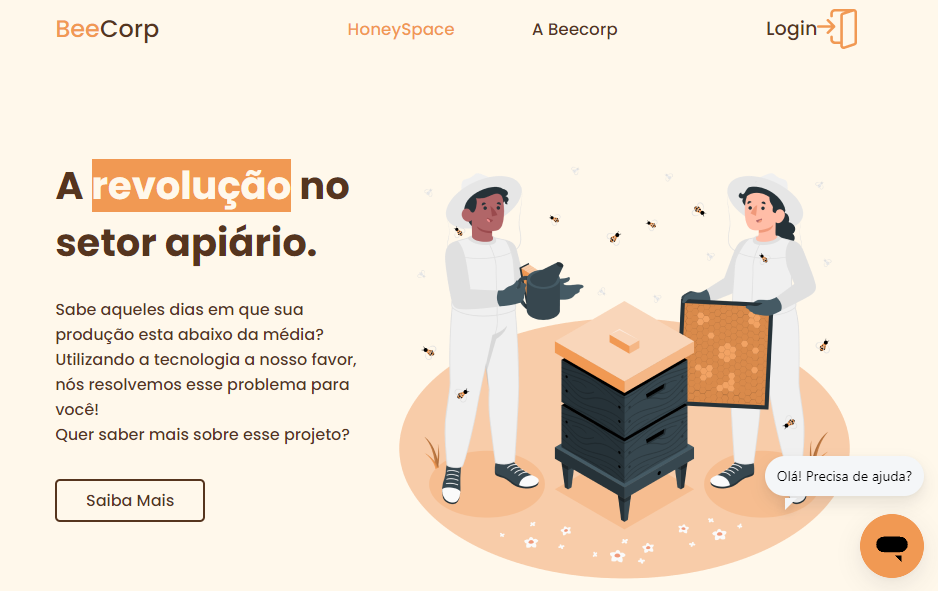 BeeCorp
HoneySpace
A Beecorp
Login
A revolução no
setor apiário.
Sabe aqueles dias em que sua
produção esta abaixo da média?
Utilizando a tecnologia a nosso favor,
nós resolvemos esse problema para
você!
Quer saber mais sobre esse projeto?
Saiba Mais
Olá! Precisa de ajuda?